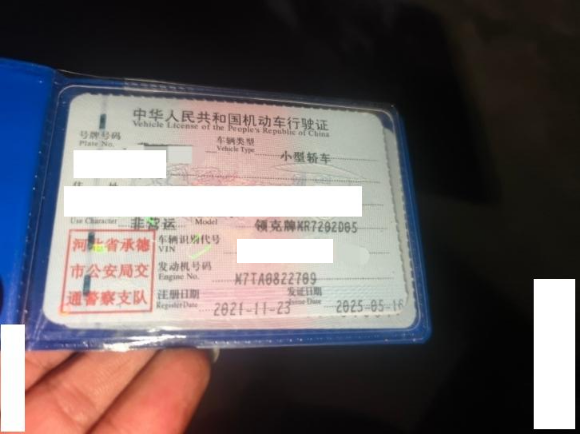 中华人民共和国机动车行驶证
Vehicle License of the People's Republic of China
号牌号码
Plate No.
车辆类型
Vehicle Type
小型轿车
Use Character
非营运
Model
领克牌MR7202D05
河北省承德
市公安局交
通警察支队
车辆识别代号
VIN
发动机号码
Engine No.
W7TA0822709
注册日期
Register Date
2021-11-23
发证日期
Issue Date
2025-05-16